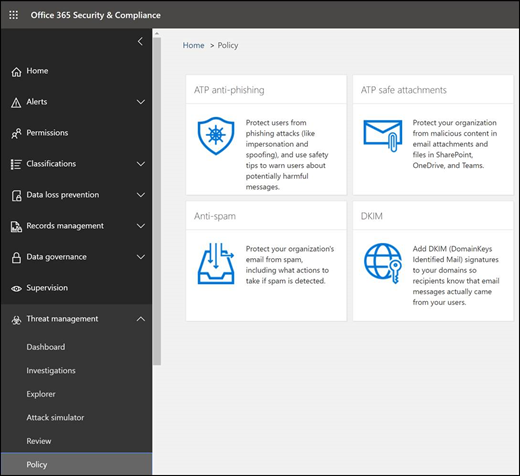 Office 365 Security & Compliance
Home
Alerts
Permissions
Classifications
Data loss prevention
Records management
Data governance
Supervision
Threat management
Dashboard
Investigations
Explorer
Attack simulator
Review
Policy
Home > Policy
ATP anti-phishing
Protect users from
phishing attacks (like
impersonation and
spoofing), and use safety
tips to warn users about
potentially harmful
messages.
ATP safe attachments
Protect your organization
from malicious content in
email attachments and
files in SharePoint,
OneDrive, and Teams.
Anti-spam
Protect your organization's
email from spam,
including what actions to
take if spam is detected.
DKIM
Add DKIM (DomainKeys
Identified Mail) signatures
to your domains so
recipients know that email
messages actually came
from your users.